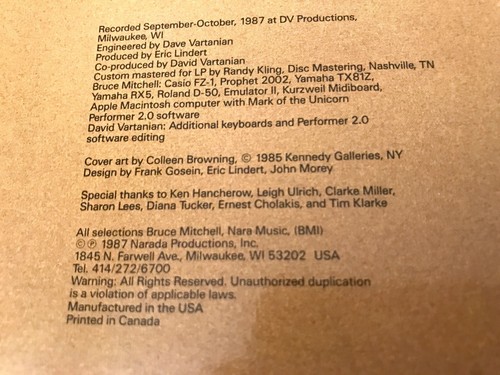 Recorded September-October, 1987 at DV Productions,
Milwaukee, WI
Engineered by Dave Vartanian
Produced by Eric Lindert
Co-produced by David Vartanian
Custom mastered for LP by Randy Kling, Disc Mastering, Nashville, TN
Bruce Mitchell: Casio FZ-1, Prophet 2002, Yamaha TX81Z,
Yamaha RX5, Roland D-50, Emulator II, Kurzweil Midiboard,
Apple Macintosh computer with Mark of the Unicorn
Performer 2.0 software
David Vartanian: Additional keyboards and Performer 2.0
software editing
Cover art by Colleen Browning, © 1985 Kennedy Galleries, NY
Design by Frank Gosein, Eric Lindert, John Morey
Special thanks to Ken Hancherow, Leigh Ulrich, Clarke Miller,
Sharon Lees, Diana Tucker, Ernest Cholakis, and Tim Klarke
All selections Bruce Mitchell, Nara Music, (BMI)
©℗ 1987 Narada Productions, Inc.
1845 N. Farwell Ave., Milwaukee, WI 53202 USA
Tel. 414/272/6700
Warning: All Rights Reserved. Unauthorized duplication
is a violation of applicable laws.
Manufactured in the USA
Printed in Canada